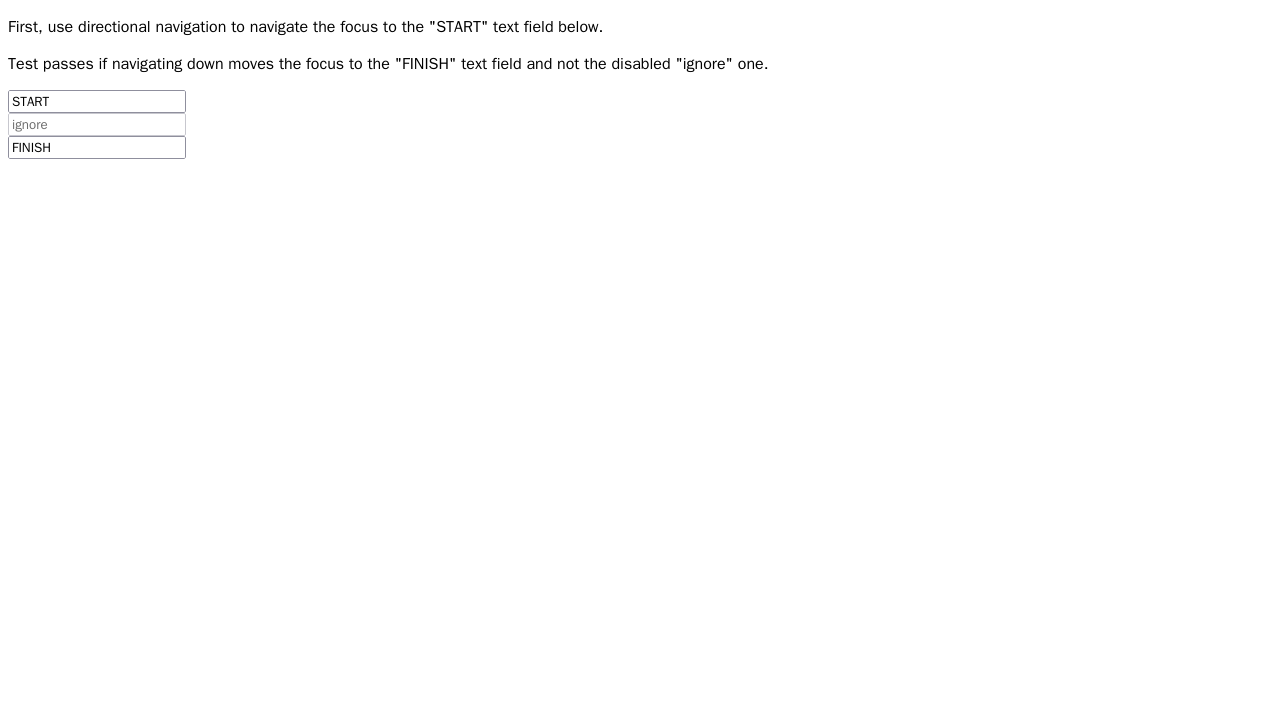 First, use directional navigation to navigate the focus to the "START" text field below.
Test passes if navigating down moves the focus to the "FINISH" text field and not the disabled "ignore" one.
START
ignore
FINISH